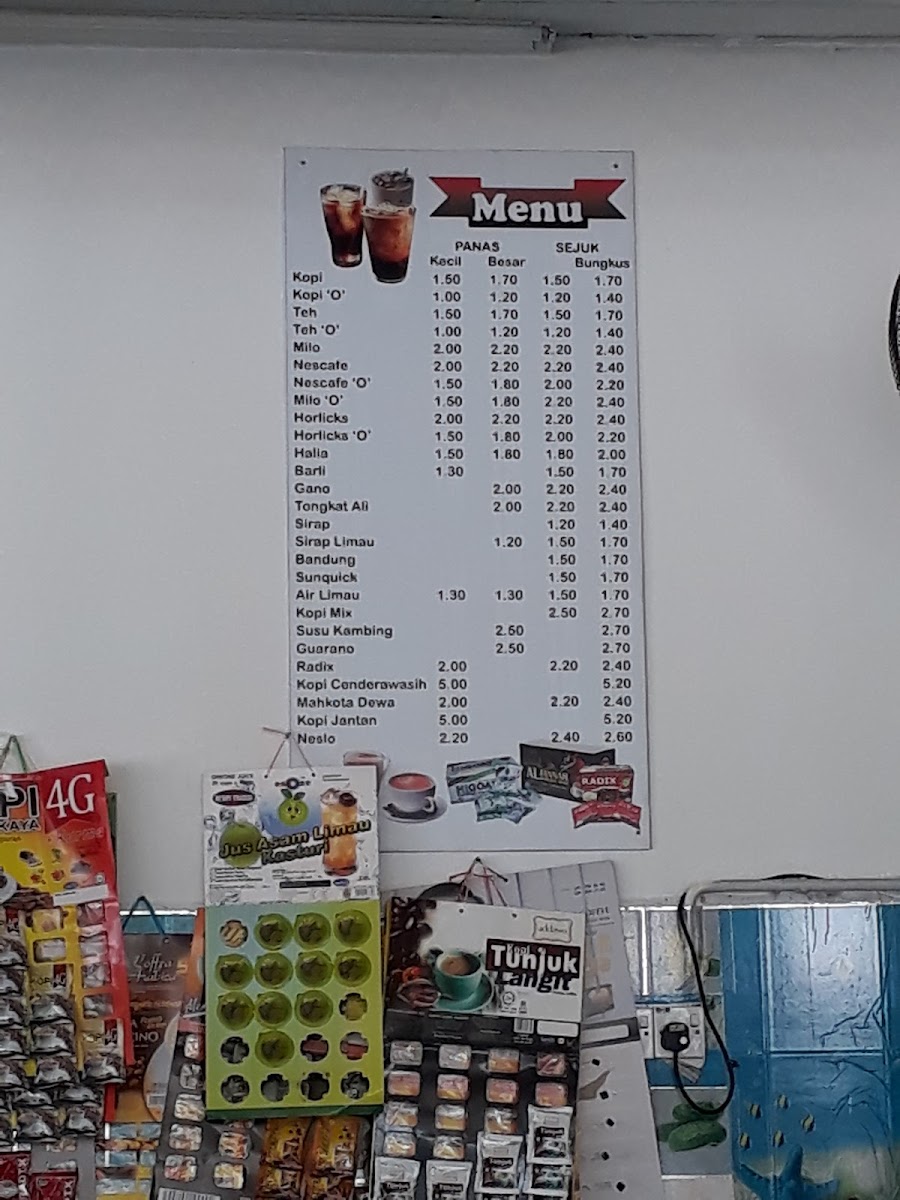 Menu
PANAS SEJUK
Kecil Besar Bungkus
Kopi 1.50 1.70 1.50 1.70
Kopi 'O' 1.00 1.20 1.20 1.40
Teh 1.50 1.70 1.50 1.70
Teh 'O' 1.00 1.20 1.20 1.40
Milo 2.00 2.20 2.20 2.40
Nescafe 2.00 2.20 2.20 2.40
Nescafe 'O' 1.50 1.80 2.00 2.20
Milo 'O' 1.50 1.80 2.20 2.40
Horlicks 2.00 2.20 2.20 2.40
Horlicks 'O' 1.50 1.80 2.00 2.20
Halia 1.50 1.80 1.80 2.00
Barli 1.30 1.50 1.70
Gano 2.00 2.20 2.40
Tongkat Ali 2.00 2.20 2.40
Sirap 1.20 1.40
Sirap Limau 1.20 1.50 1.70
Bandung 1.50 1.70
Sunquick 1.50 1.70
Air Limau 1.30 1.30 1.50 1.70
Kopi Mix 2.50 2.70
Susu Kambing 2.50 2.70
Guarano 2.50 2.70
Radix 2.00 2.20 2.40
Kopi Cenderawasih 5.00 5.20
Mahkota Dewa 2.00 2.20 2.40
Kopi Jantan 5.00 5.20
Neslo 2.20 2.40 2.60
RADIX
4G
Jus Asam Limau
Kasturi
Kopi
Tunjuk
Langit